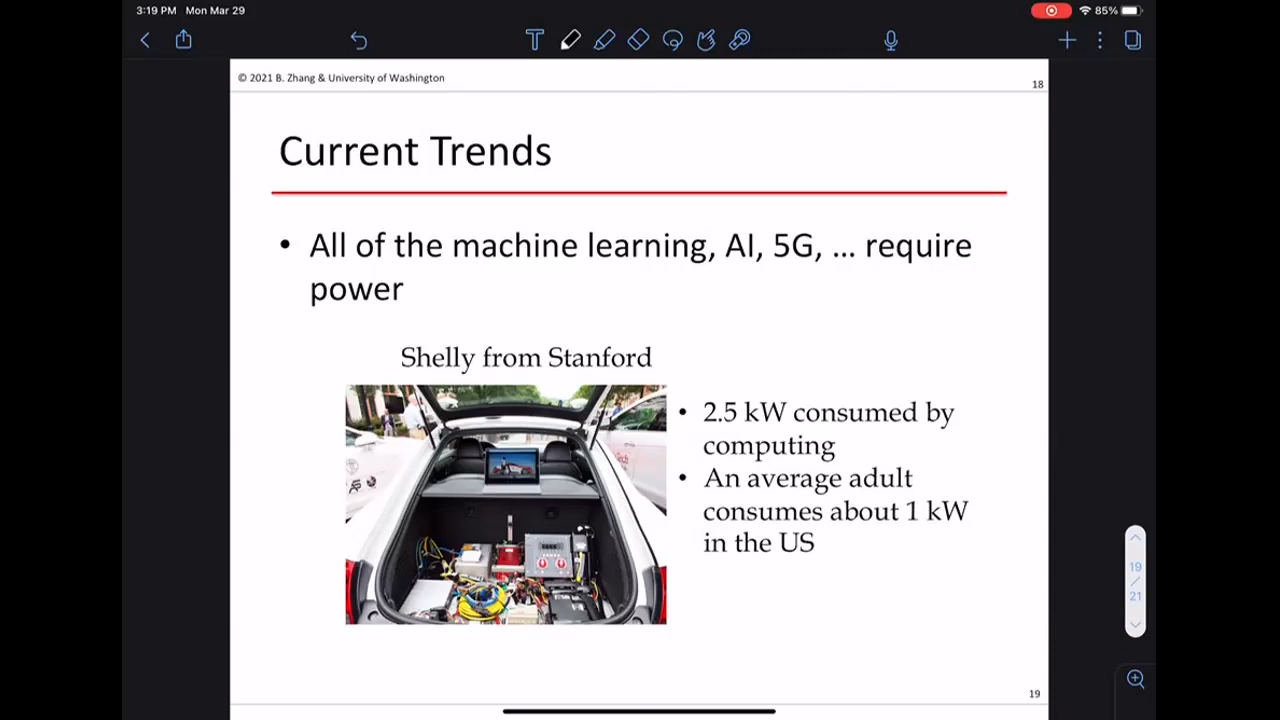 3:19 PM Mon Mar 29
85%
T
© 2021 B. Zhang & University of Washington
18
Current Trends
• All of the machine learning, AI, 5G, ... require
power
Shelly from Stanford
• 2.5 kW consumed by
computing
• An average adult
consumes about 1 kW
in the US
19
/
21
19